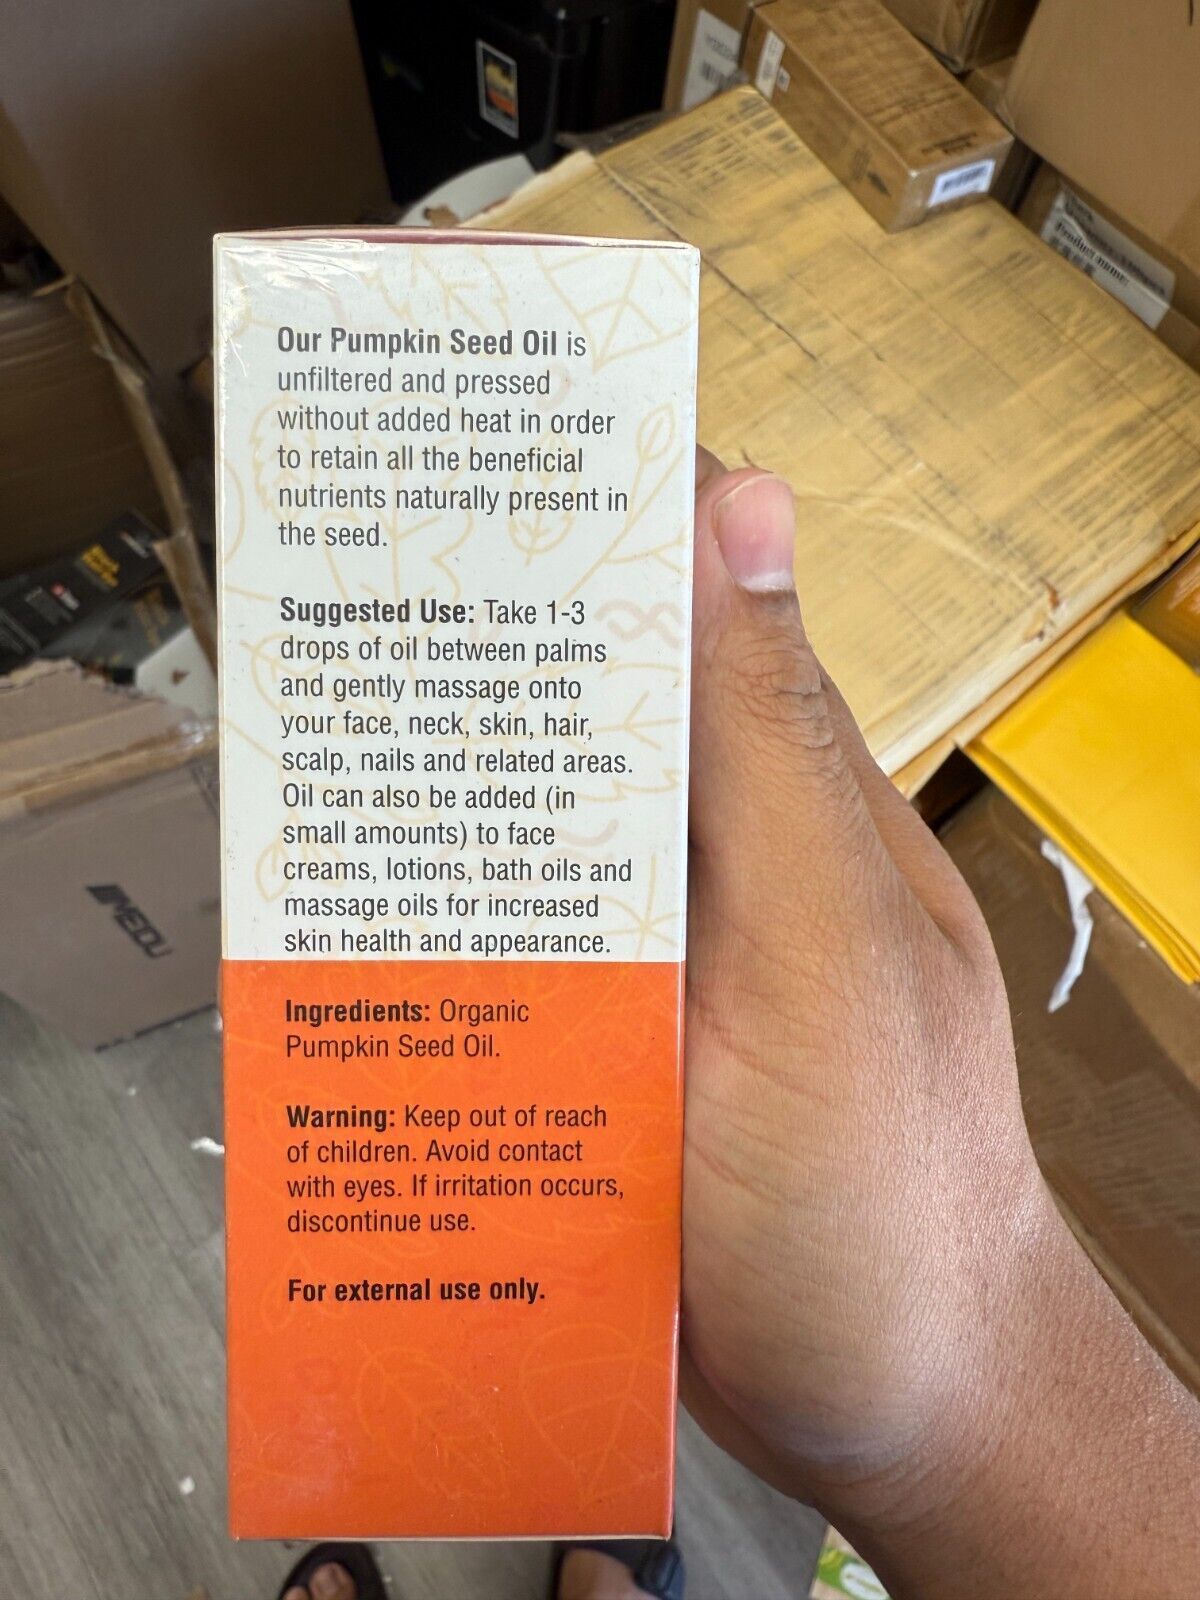 Our Pumpkin Seed Oil is
unfiltered and pressed
without added heat in order
to retain all the beneficial
nutrients naturally present in
the seed.
Suggested Use: Take 1-3
drops of oil between palms
and gently massage onto
your face, neck, skin, hair,
scalp, nails and related areas.
Oil can also be added (in
small amounts) to face
creams, lotions, bath oils and
massage oils for increased
skin health and appearance.
Ingredients: Organic
Pumpkin Seed Oil.
Warning: Keep out of reach
of children. Avoid contact
with eyes. If irritation occurs,
discontinue use.
For external use only.